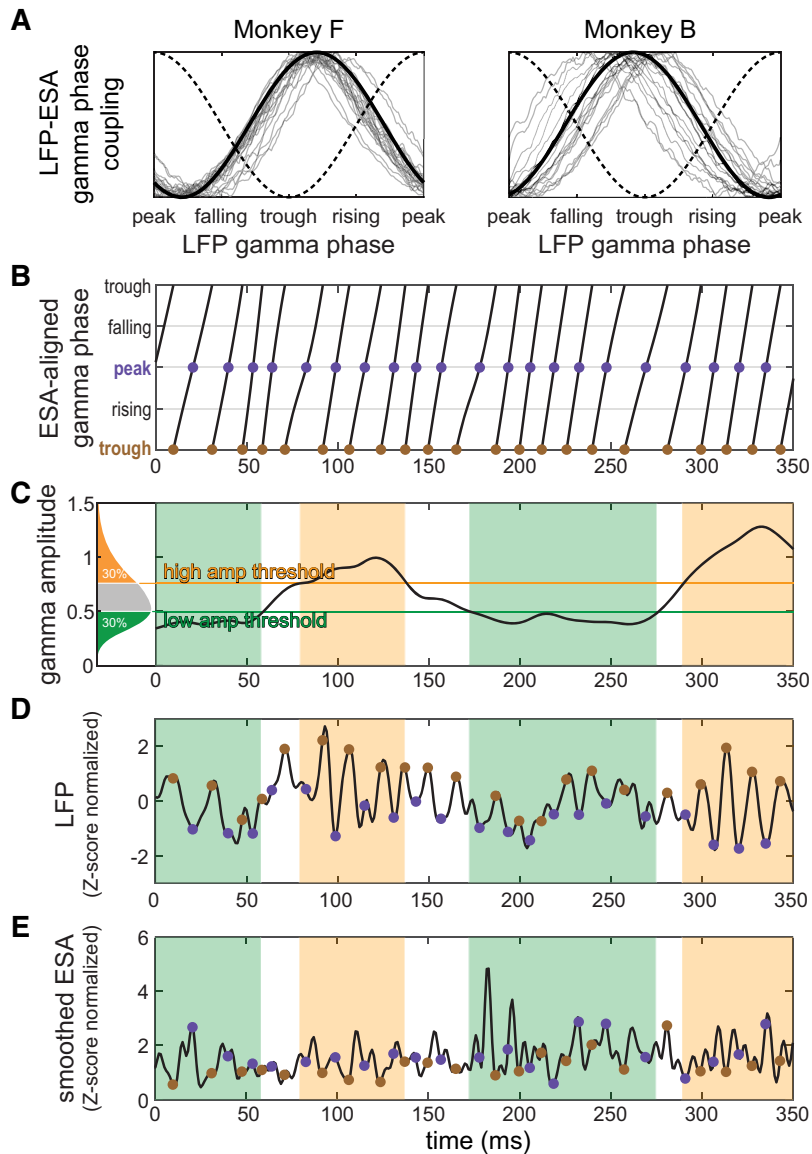 A
Monkey F
Monkey B
LFP-ESA
gamma phase
coupling
peak falling trough rising peak
peak falling trough rising peak
LFP gamma phase
LFP gamma phase
B
ESA-aligned
gamma phase
trough
falling
peak
rising
trough
0 50 100 150 200 250 300 350
C
gamma amplitude
1.5
1
0.5
0
30%
30%
high amp threshold
low amp threshold
0 50 100 150 200 250 300 350
D
LFP
(Z-score normalized)
2
0
-2
0 50 100 150 200 250 300 350
E
smoothed ESA
(Z-score normalized)
6
4
2
0
0 50 100 150 200 250 300 350
time (ms)